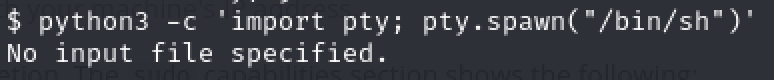 $ python3 -c 'import pty; pty.spawn("/bin/sh")'
No input file specified.